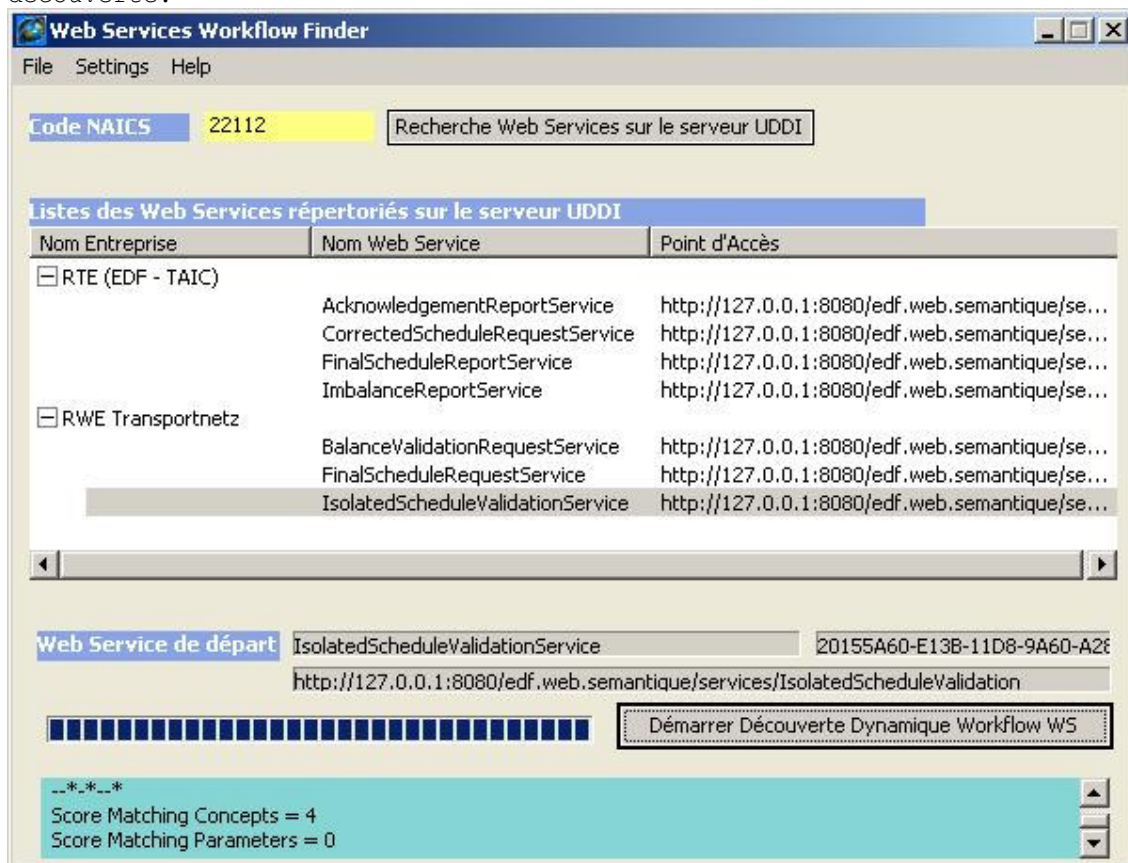 découverte.
Web Services Workflow Finder
File Settings Help
Code NAICS 22112 Recherche Web Services sur le serveur UDDI
Listes des Web Services répertoriés sur le serveur UDDI
Nom Entreprise Nom Web Service Point d'Accès
RTE (EDF - TAIC)
AcknowledgementReportService http://127.0.0.1:8080/edf.web.semantique/se...
CorrectedScheduleRequestService http://127.0.0.1:8080/edf.web.semantique/se...
FinalScheduleReportService http://127.0.0.1:8080/edf.web.semantique/se...
ImbalanceReportService http://127.0.0.1:8080/edf.web.semantique/se...
RWE Transportnetz
BalanceValidationRequestService http://127.0.0.1:8080/edf.web.semantique/se...
FinalScheduleRequestService http://127.0.0.1:8080/edf.web.semantique/se...
IsolatedScheduleValidationService http://127.0.0.1:8080/edf.web.semantique/se...
Web Service de départ IsolatedScheduleValidationService 20155A60-E13B-11D8-9A60-A28
http://127.0.0.1:8080/edf.web.semantique/services/IsolatedScheduleValidation
Démarrer Découverte Dynamique Workflow WS
--*-*--*
Score Matching Concepts = 4
Score Matching Parameters = 0